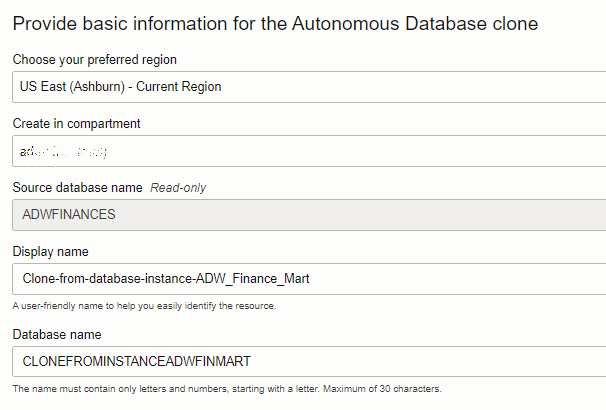 Provide basic information for the Autonomous Database clone
Choose your preferred region
US East (Ashburn) - Current Region
Create in compartment
Source database name Read-only
ADWFINANCES
Display name
Clone-from-database-instance-ADW_Finance_Mart
A user-friendly name to help you easily identify the resource.
Database name
CLONEFROMINSTANCEADWFINMART
The name must contain only letters and numbers, starting with a letter. Maximum of 30 characters.